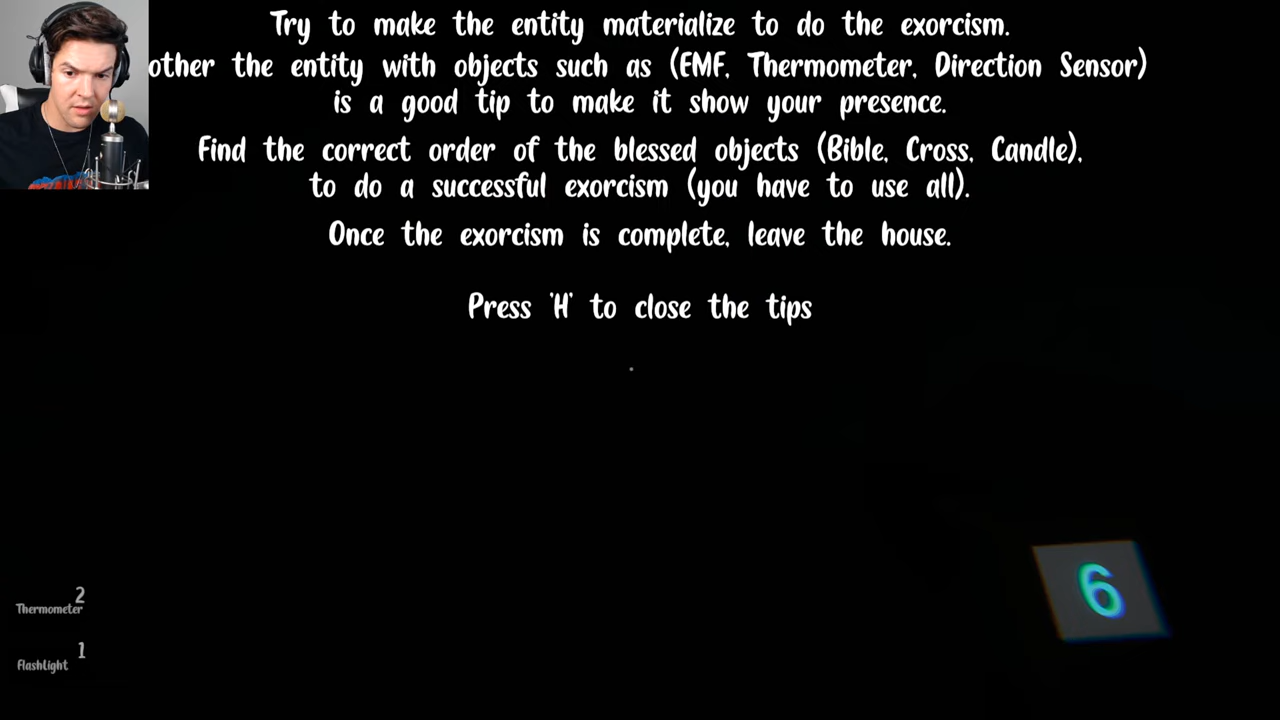 Try to make the entity materialize to do the exorcism.
other the entity with objects such as (EMF, Thermometer, Direction Sensor)
is a good tip to make it show your presence.
Find the correct order of the blessed objects (Bible, Cross, Candle),
to do a successful exorcism (you have to use all).
Once the exorcism is complete, leave the house.
Press 'H' to close the tips
6
2
Thermometer
1
Flashlight